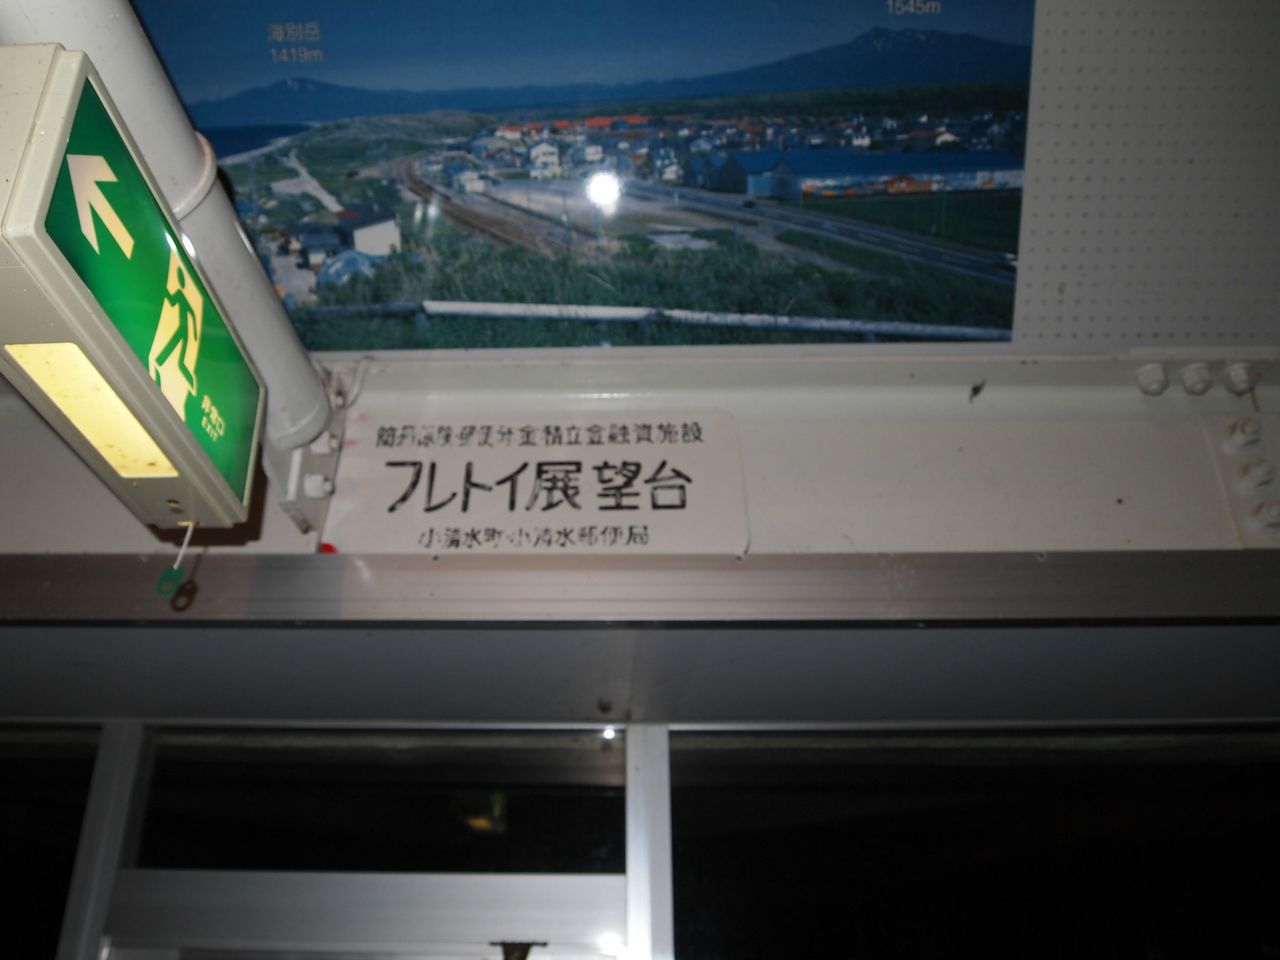 海別岳
1419m
1545m
非常口
EXIT
簡易保険・郵便年金積立金融資施設
フレトイ展望台
小清水町・小清水郵便局